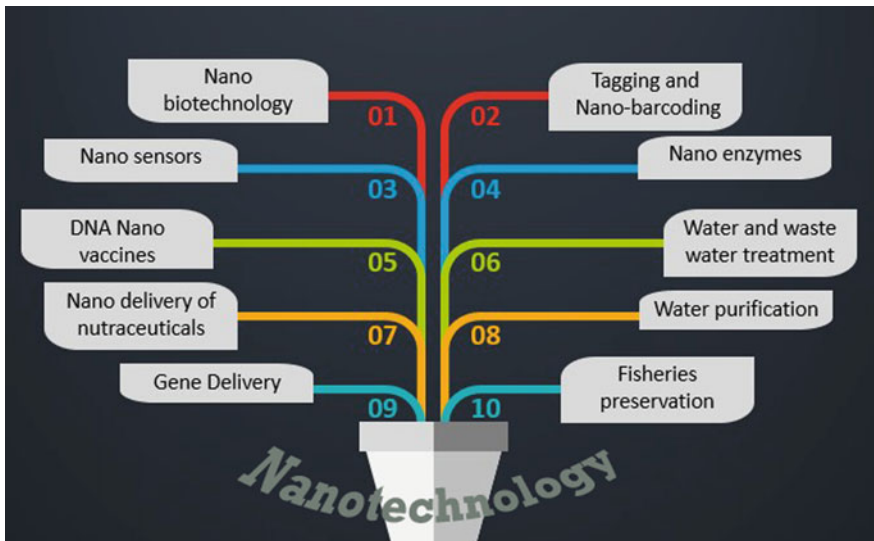 Nano
biotechnology
01
02
Tagging and
Nano-barcoding
Nano sensors
03
04
Nano enzymes
DNA Nano
vaccines
05
06
Water and waste
water treatment
Nano delivery of
nutraceuticals
07
08
Water purification
Gene Delivery
09
10
Fisheries
preservation
Nanotechnology